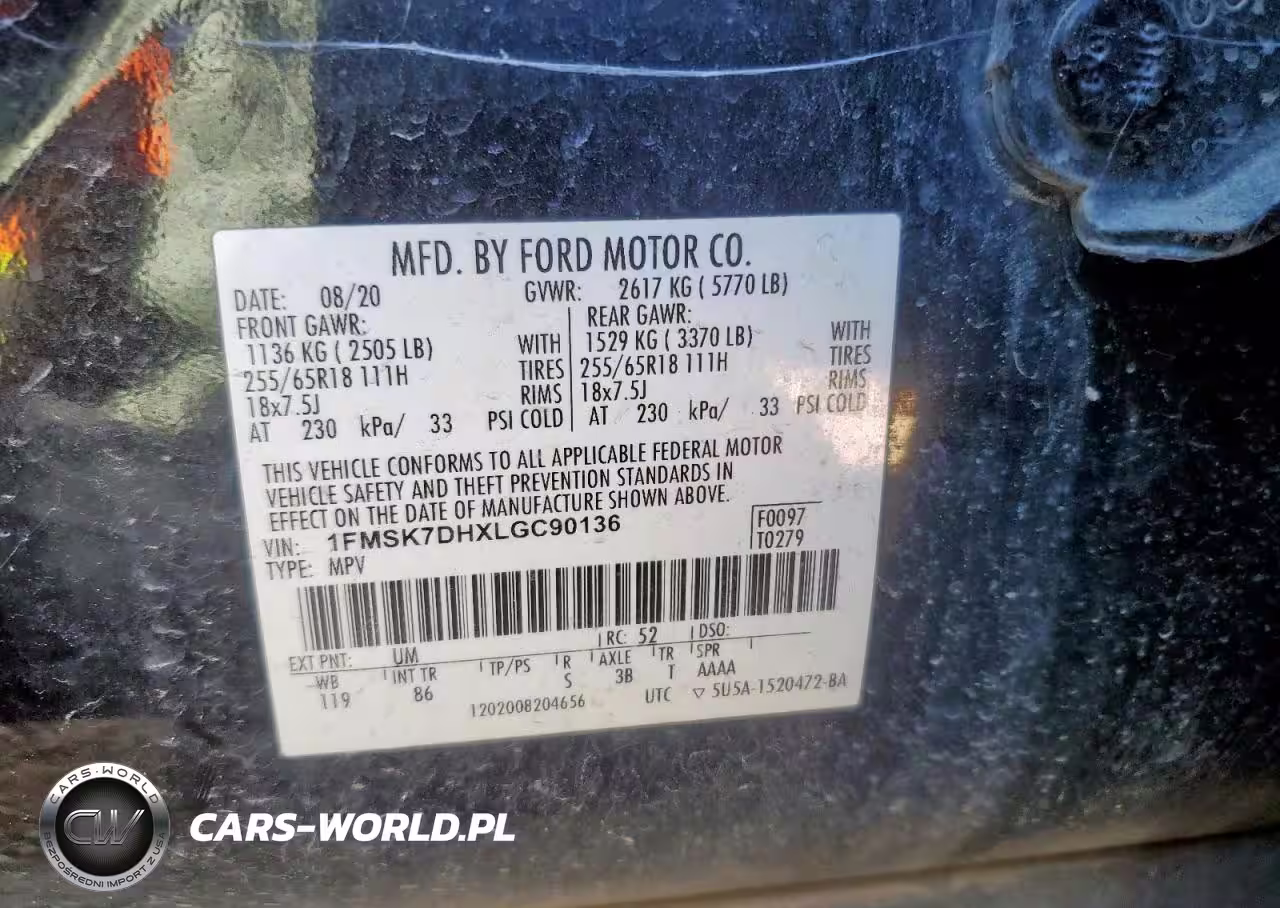 MFD. BY FORD MOTOR CO.
DATE: 08/20 GVWR: 2617 KG ( 5770 LB)
FRONT GAWR: REAR GAWR:
1136 KG ( 2505 LB) WITH 1529 KG ( 3370 LB) WITH
255/65R18 111H TIRES 255/65R18 111H TIRES
18x7.5J RIMS 18x7.5J RIMS
AT 230 kPa/ 33 PSI COLD AT 230 kPa/ 33 PSI COLD
THIS VEHICLE CONFORMS TO ALL APPLICABLE FEDERAL MOTOR
VEHICLE SAFETY AND THEFT PREVENTION STANDARDS IN
EFFECT ON THE DATE OF MANUFACTURE SHOWN ABOVE.
VIN: 1FMSK7DHXLGC90136 F0097
TYPE: MPV T0279
EXT PNT: UM RC: 52 DSO:
WB INT TR TP/PS R AXLE TR SPR
119 86 S 3B T AAAA
1202008204656 UTC ▽ 5U5A-1520472-BA
CARS-WORLD
CW
BEZPOŚREDNI IMPORT Z USA
CARS-WORLD.PL